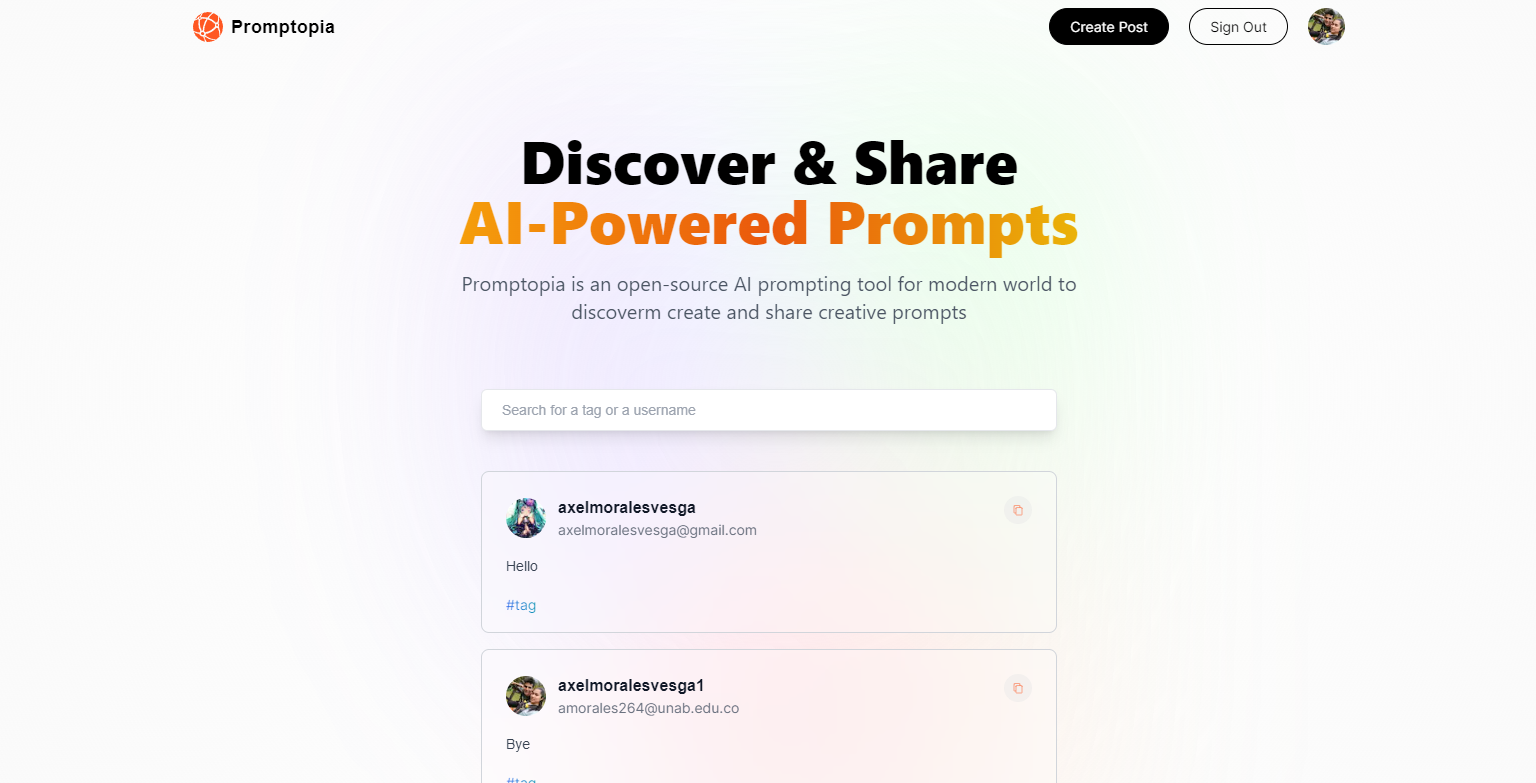 Promptopia
Create Post
Sign Out
Discover & Share
AI-Powered Prompts
Promptopia is an open-source AI prompting tool for modern world to
discoverm create and share creative prompts
Search for a tag or a username
axelmoralesvesga
axelmoralesvesga@gmail.com
Hello
#tag
axelmoralesvesga1
amorales264@unab.edu.co
Bye
#tag